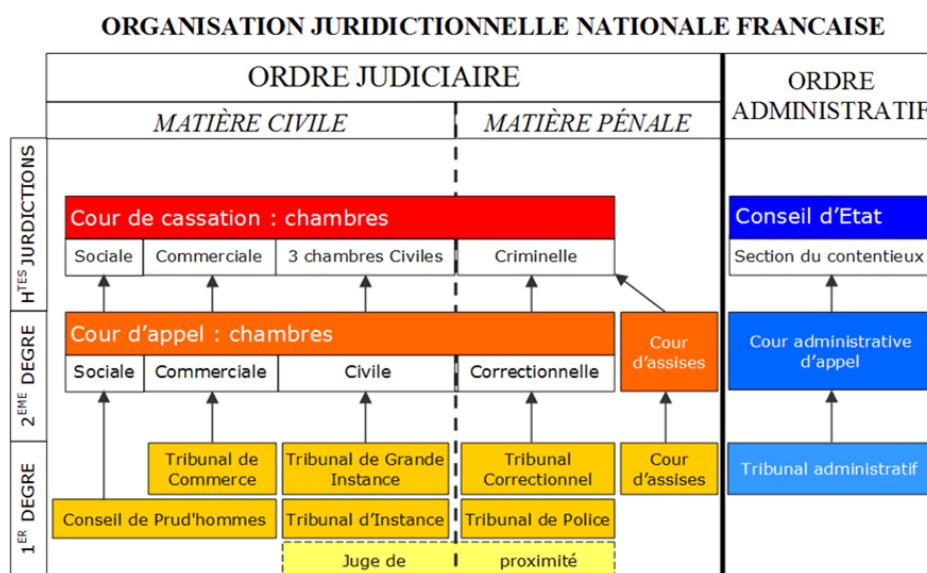 ORGANISATION JURIDICTIONNELLE NATIONALE FRANCAISE
ORDRE JUDICIAIRE
ORDRE
ADMINISTRATIF
MATIÈRE CIVILE
MATIÈRE PÉNALE
HTES JURDICTIONS
Cour de cassation : chambres
Conseil d'Etat
Sociale
Commerciale
3 chambres Civiles
Criminelle
Section du contentieux
2EME DEGRE
Cour d'appel : chambres
Cour
d'assises
Cour administrative
d'appel
Sociale
Commerciale
Civile
Correctionnelle
1ER DEGRE
Tribunal de
Commerce
Tribunal de Grande
Instance
Tribunal
Correctionnel
Cour
d'assises
Tribunal administratif
Conseil de Prud'hommes
Tribunal d'Instance
Tribunal de Police
Juge de proximité